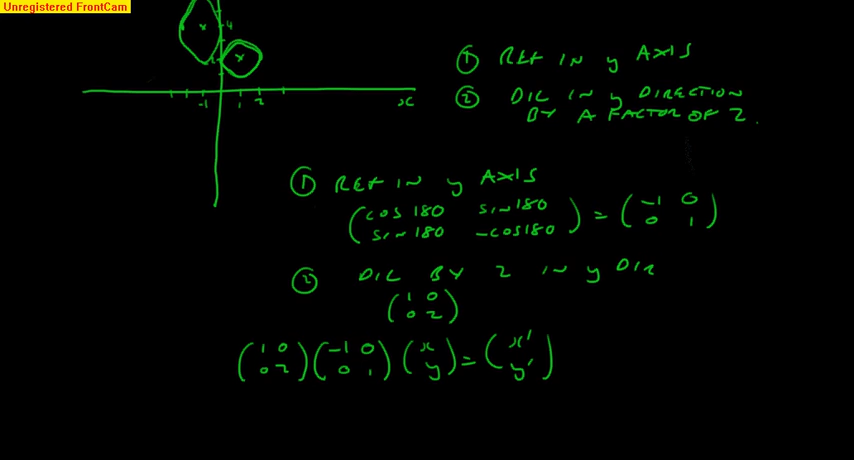 Unregistered FrontCam
4
-1 1 2 x
① REF IN y AXIS
② DIL IN y DIRECTION
BY A FACTOR OF 2.
① REF IN y AXIS
(cos 180 sin 180
sin 180 -cos 180) = (-1 0
0 1)
② DIL BY 2 IN y DIR
(1 0
0 2)
(1 0
0 2)(-1 0
0 1)(x
y) = (x'
y')